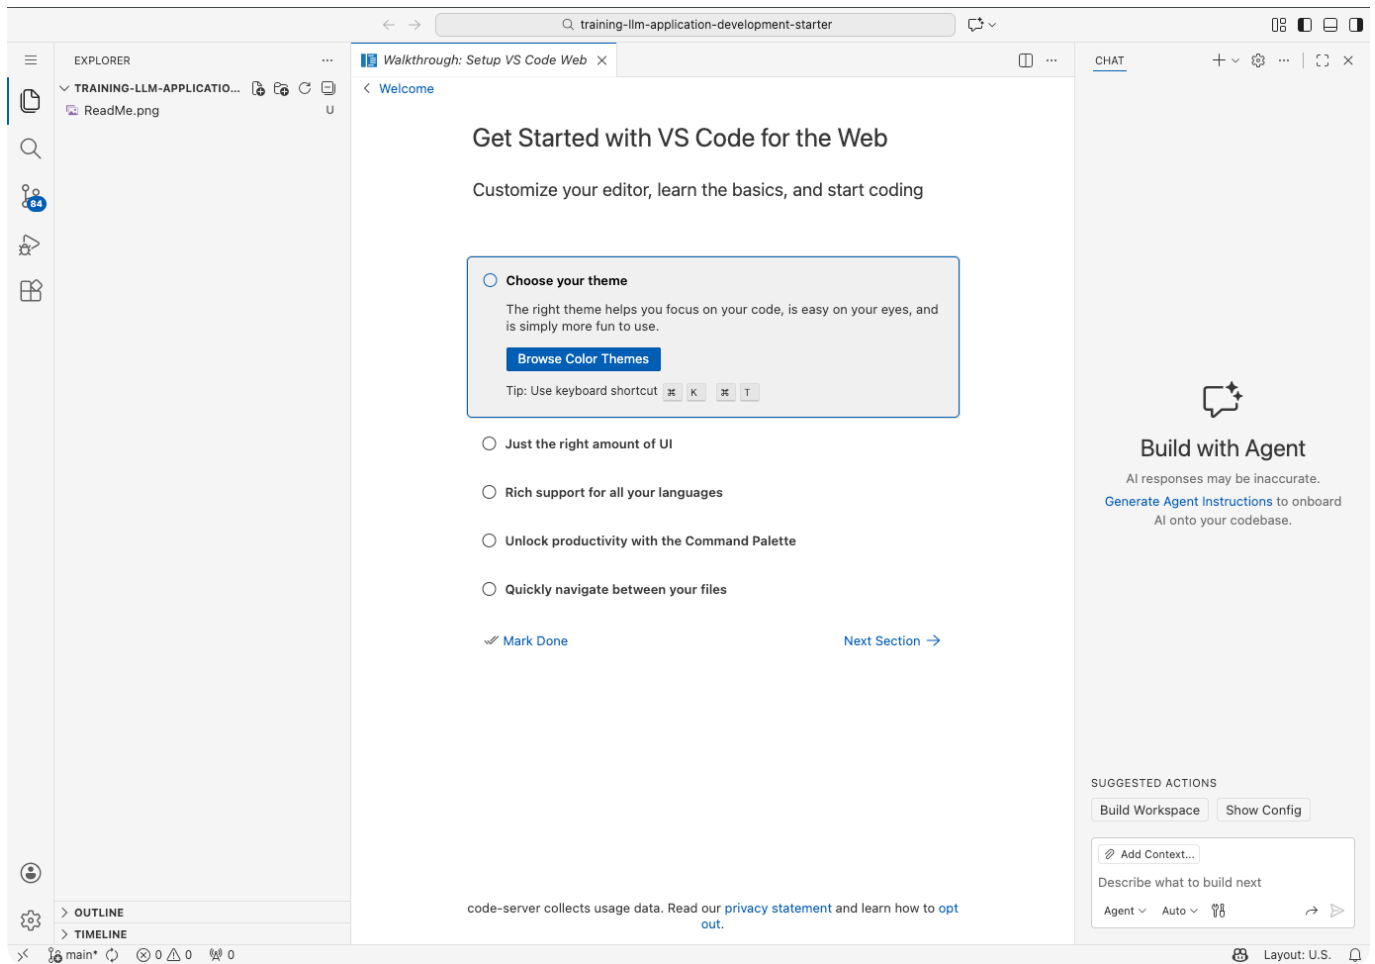 training-llm-application-development-starter
EXPLORER
TRAINING-LLM-APPLICATIO...
ReadMe.png
U
84
Walkthrough: Setup VS Code Web
Welcome
Get Started with VS Code for the Web
Customize your editor, learn the basics, and start coding
Choose your theme
The right theme helps you focus on your code, is easy on your eyes, and
is simply more fun to use.
Browse Color Themes
Tip: Use keyboard shortcut ⌘ K ⌘ T
Just the right amount of UI
Rich support for all your languages
Unlock productivity with the Command Palette
Quickly navigate between your files
Mark Done
Next Section
code-server collects usage data. Read our privacy statement and learn how to opt
out.
CHAT
Build with Agent
AI responses may be inaccurate.
Generate Agent Instructions to onboard
AI onto your codebase.
SUGGESTED ACTIONS
Build Workspace
Show Config
Add Context...
Describe what to build next
Agent
Auto
OUTLINE
TIMELINE
main*
0
0
0
Layout: U.S.